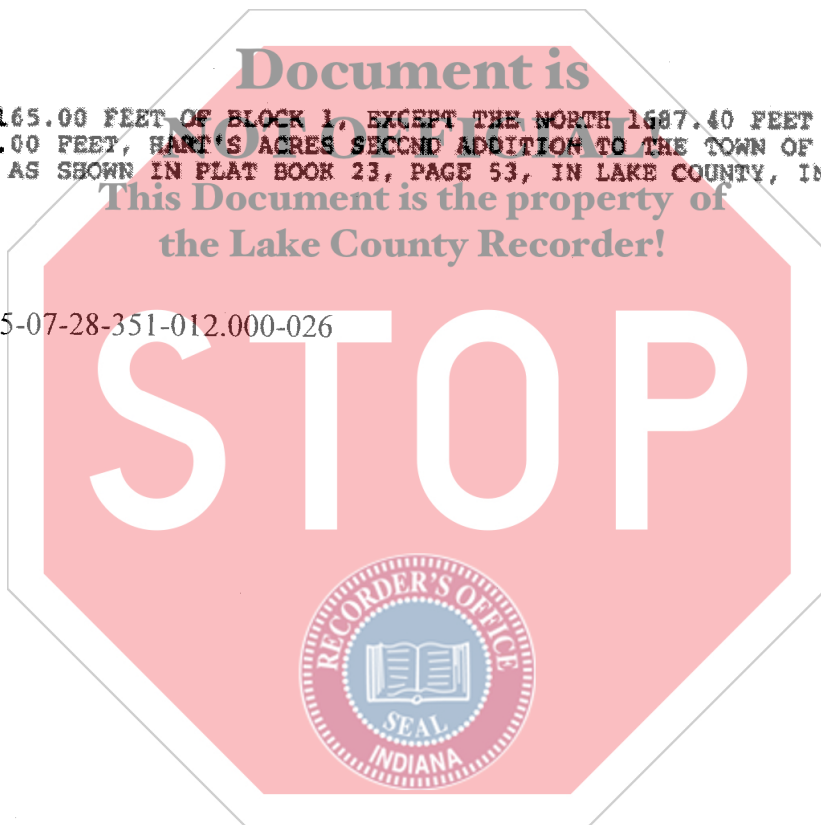 Document is
165.00 FEET OF BLOCK 1, EXCEPT THE NORTH 1687.40 FEET
NOT OFFICIAL!
.00 FEET, HART'S ACRES SECOND ADDITION TO THE TOWN OF
AS SHOWN IN PLAT BOOK 23, PAGE 53, IN LAKE COUNTY, IN
This Document is the property of
the Lake County Recorder!
5-07-28-351-012.000-026
STOP
RECORDER'S OFFICE
SEAL
INDIANA